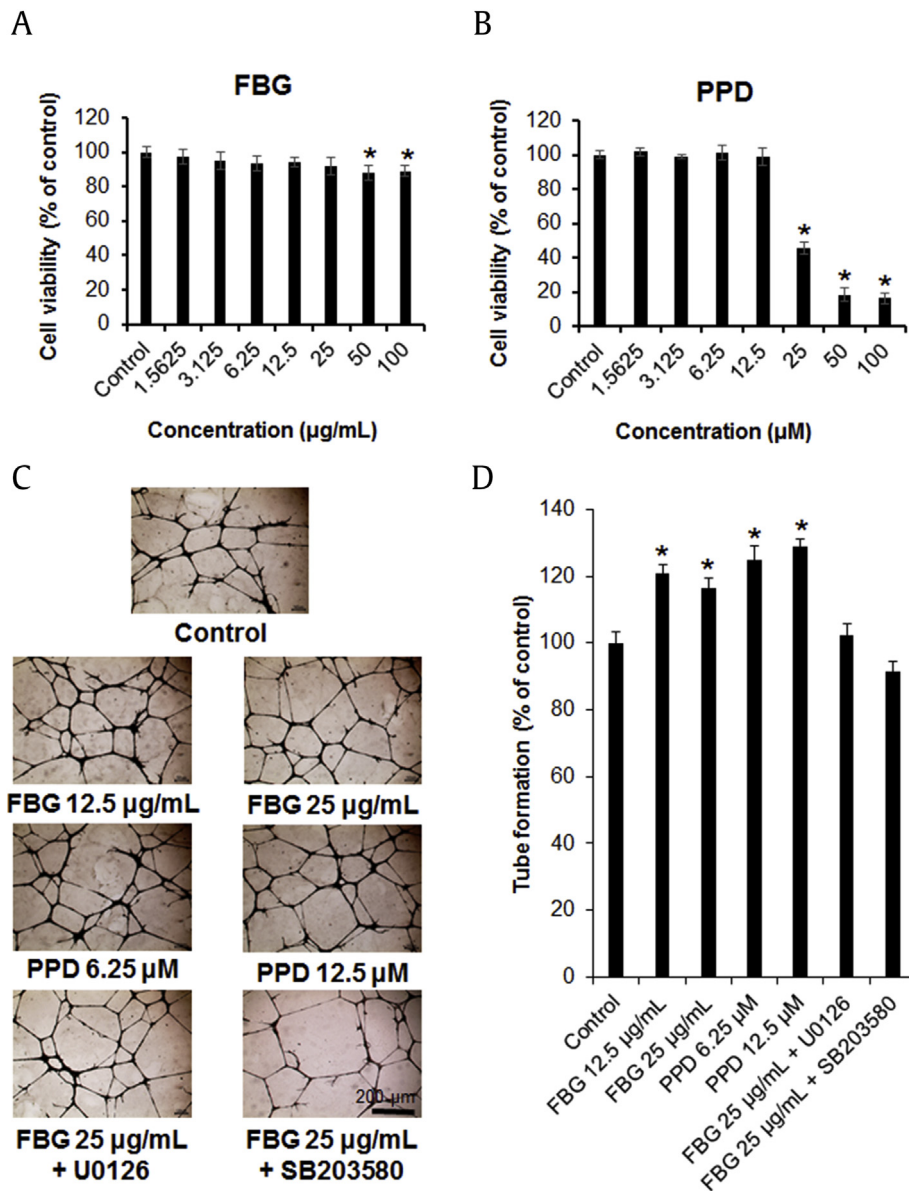 A
FBG
Cell viability (% of control)
120
100
80
60
40
20
0
* *
Control
1.5625
3.125
6.25
12.5
25
50
100
Concentration (µg/mL)
B
PPD
Cell viability (% of control)
120
100
80
60
40
20
0
* * *
Control
1.5625
3.125
6.25
12.5
25
50
100
Concentration (µM)
C
Control
FBG 12.5 µg/mL
FBG 25 µg/mL
PPD 6.25 µM
PPD 12.5 µM
200 µm
FBG 25 µg/mL
+ U0126
FBG 25 µg/mL
+ SB203580
D
Tube formation (% of control)
140
120
100
80
60
40
20
0
* * * *
Control
FBG 12.5 µg/mL
FBG 25 µg/mL
PPD 6.25 µM
PPD 12.5 µM
FBG 25 µg/mL + U0126
FBG 25 µg/mL + SB203580